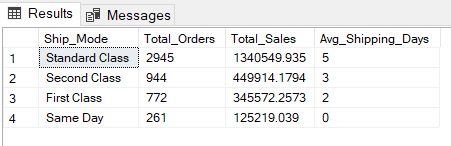 Results Messages
Ship_Mode Total_Orders Total_Sales Avg_Shipping_Days
1 Standard Class 2945 1340549.935 5
2 Second Class 944 449914.1794 3
3 First Class 772 345572.2573 2
4 Same Day 261 125219.039 0